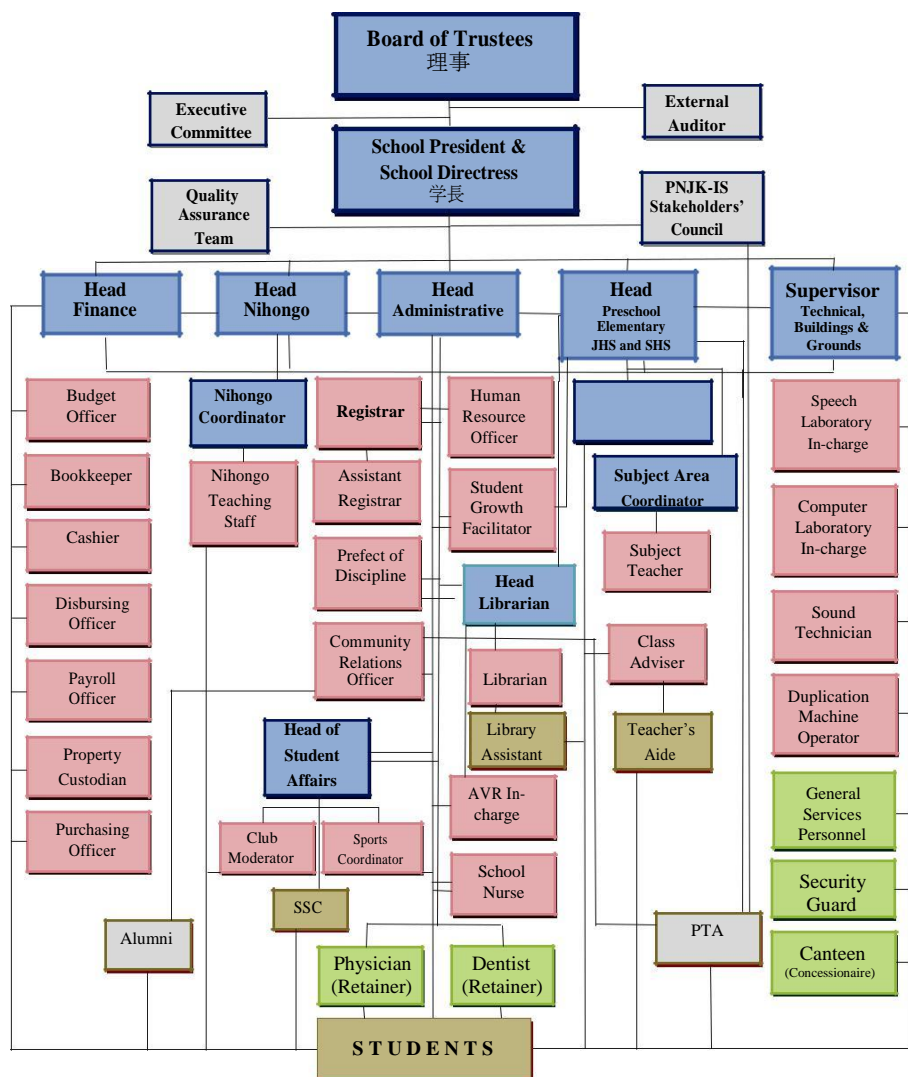 Board of Trustees
理事
Executive
Committee
External
Auditor
School President &
School Directress
学長
Quality
Assurance
Team
PNJK-IS
Stakeholders'
Council
Head
Finance
Head
Nihongo
Head
Administrative
Head
Preschool
Elementary
JHS and SHS
Supervisor
Technical,
Buildings &
Grounds
Budget
Officer
Bookkeeper
Cashier
Disbursing
Officer
Payroll
Officer
Property
Custodian
Purchasing
Officer
Nihongo
Coordinator
Nihongo
Teaching
Staff
Registrar
Assistant
Registrar
Prefect of
Discipline
Community
Relations
Officer
Human
Resource
Officer
Student
Growth
Facilitator
Head
Librarian
Librarian
Library
Assistant
AVR In-
charge
School
Nurse
Head of
Student
Affairs
Club
Moderator
Sports
Coordinator
SSC
Subject Area
Coordinator
Subject
Teacher
Class
Adviser
Teacher's
Aide
Speech
Laboratory
In-charge
Computer
Laboratory
In-charge
Sound
Technician
Duplication
Machine
Operator
General
Services
Personnel
Security
Guard
Canteen
(Concessionaire)
Alumni
PTA
Physician
(Retainer)
Dentist
(Retainer)
STUDENTS